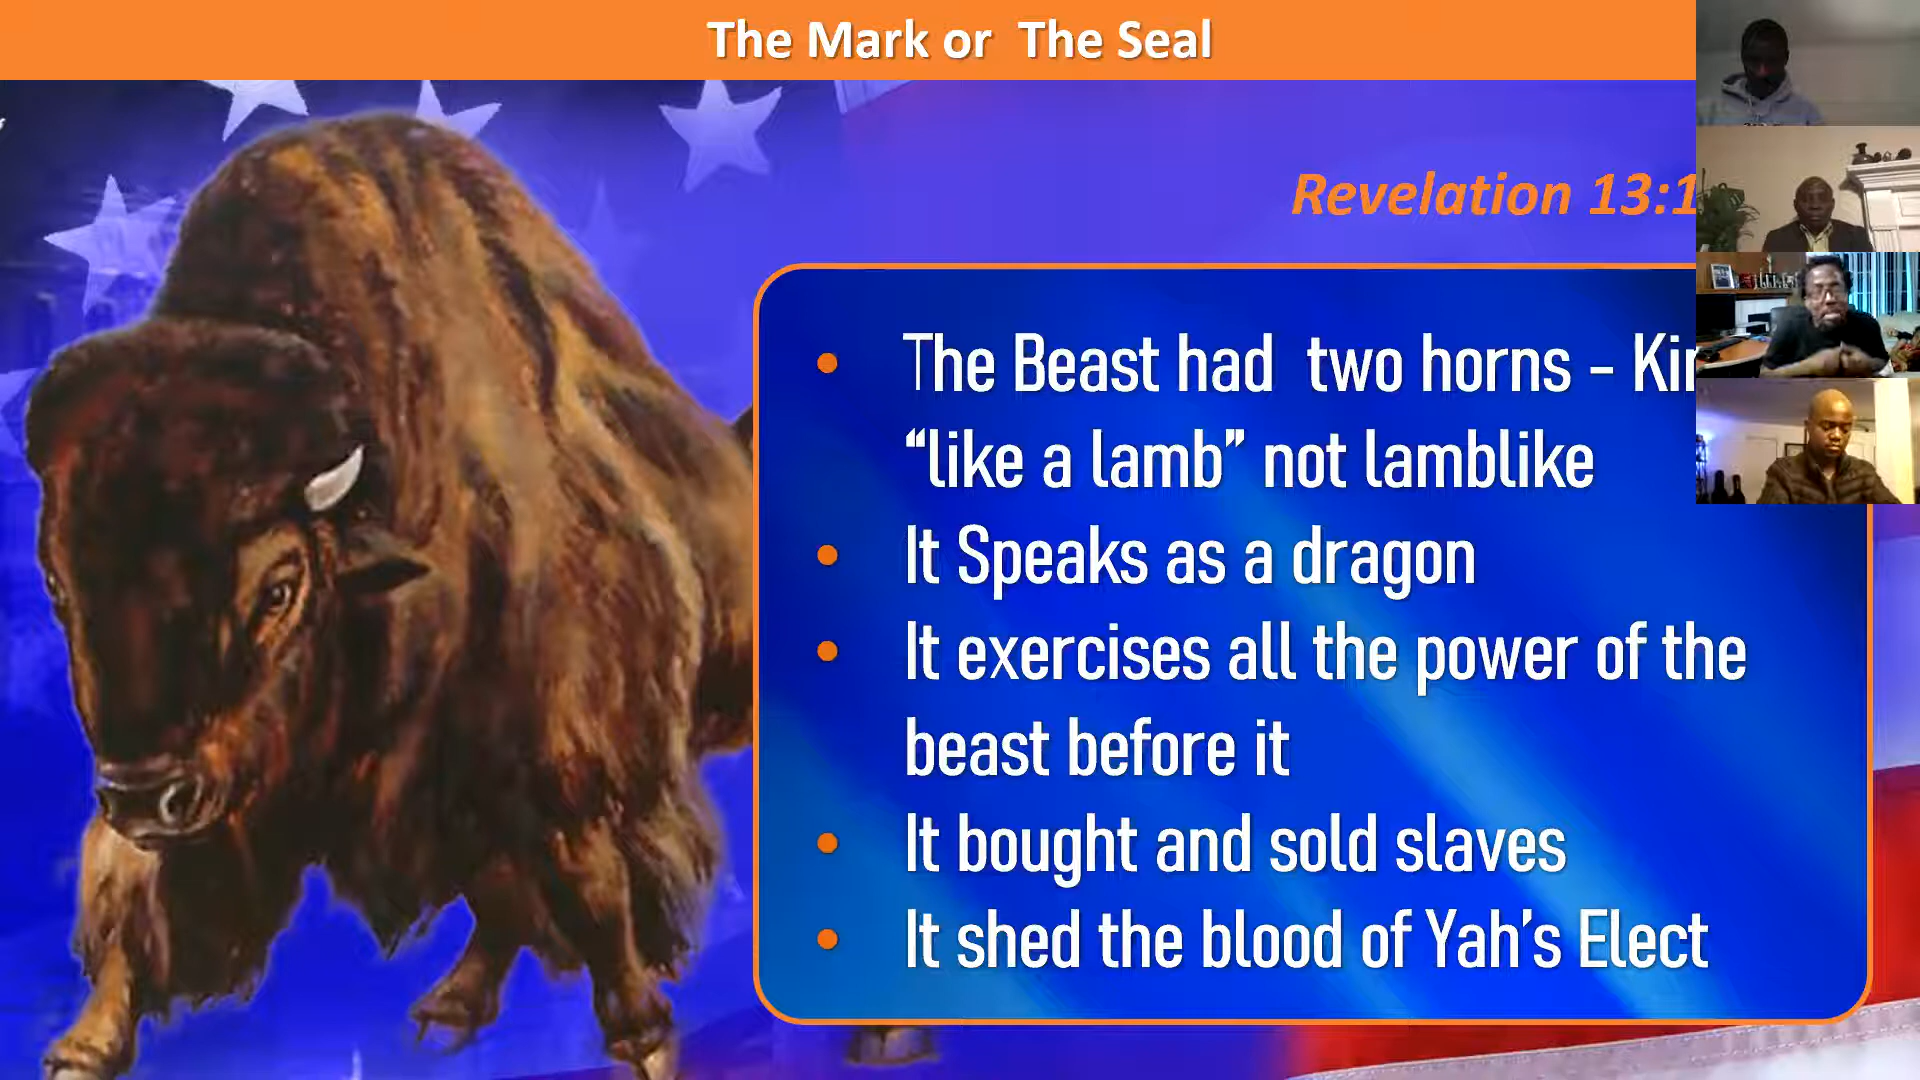 The Mark or The Seal
Revelation 13:1
• The Beast had two horns –
“like a lamb” not lamblike
• It Speaks as a dragon
• It exercises all the power of the
beast before it
• It bought and sold slaves
• It shed the blood of Yah’s Elect